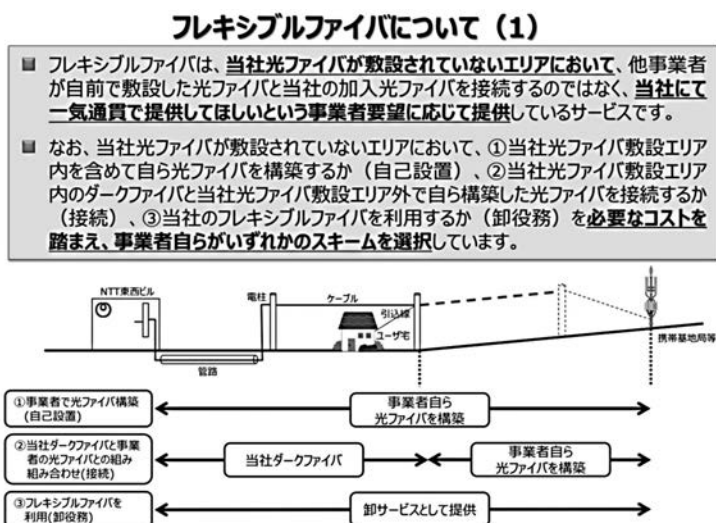 フレキシブルファイバについて（1）
■ フレキシブルファイバは、当社光ファイバが敷設されていないエリアにおいて、他事業者
が自前で敷設した光ファイバと当社の加入光ファイバを接続するのではなく、当社にて
一気通貫で提供してほしいという事業者要望に応じて提供しているサービスです。
■ なお、当社光ファイバが敷設されていないエリアにおいて、①当社光ファイバ敷設エリア
内を含めて自ら光ファイバを構築するか（自己設置）、②当社光ファイバ敷設エリア
内のダークファイバと当社光ファイバ敷設エリア外で自ら構築した光ファイバを接続するか
（接続）、③当社のフレキシブルファイバを利用するか（卸役務）を必要なコストを
踏まえ、事業者自らがいずれかのスキームを選択しています。
NTT東西ビル
電柱
ケーブル
引込線
ユーザ宅
携帯基地局等
管路
①事業者で光ファイバ構築
(自己設置)
事業者自ら
光ファイバを構築
②当社ダークファイバと事業
者の光ファイバとの組み
組み合わせ(接続)
当社ダークファイバ
事業者自ら
光ファイバを構築
③フレキシブルファイバを
利用(卸役務)
卸サービスとして提供